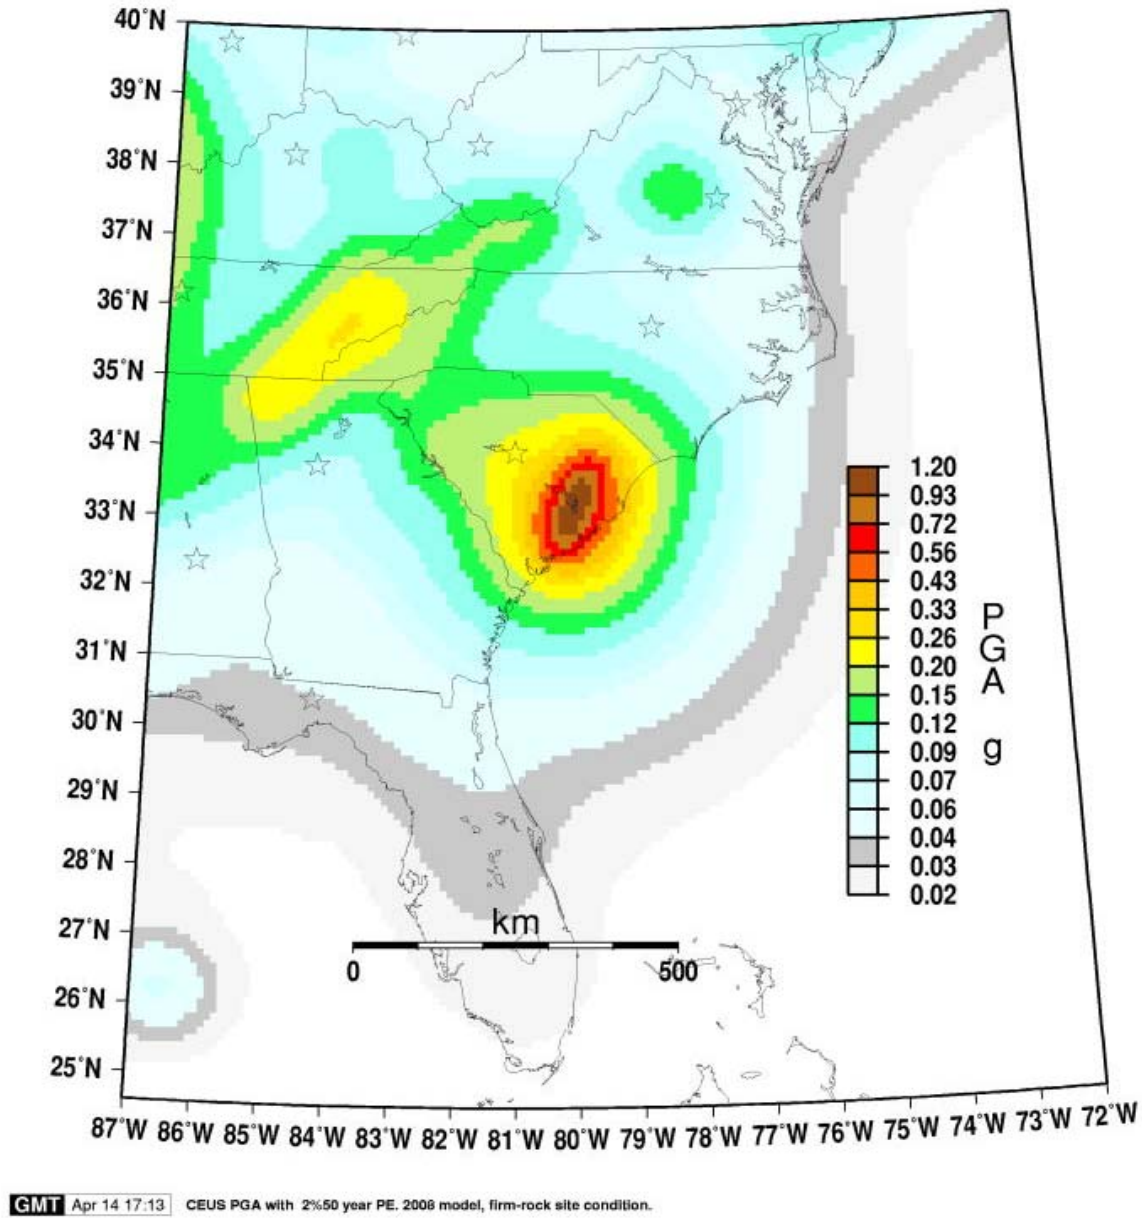 40°N
39°N
38°N
37°N
36°N
35°N
34°N
33°N
32°N
31°N
30°N
29°N
28°N
27°N
26°N
25°N
1.20
0.93
0.72
0.56
0.43
0.33
0.26
0.20
0.15
0.12
0.09
0.07
0.06
0.04
0.03
0.02
P
G
A
g
km
0 500
87°W 86°W 85°W 84°W 83°W 82°W 81°W 80°W 79°W 78°W 77°W 76°W 75°W 74°W 73°W 72°W
GMT Apr 14 17:13 CEUS PGA with 2%50 year PE. 2008 model, firm-rock site condition.